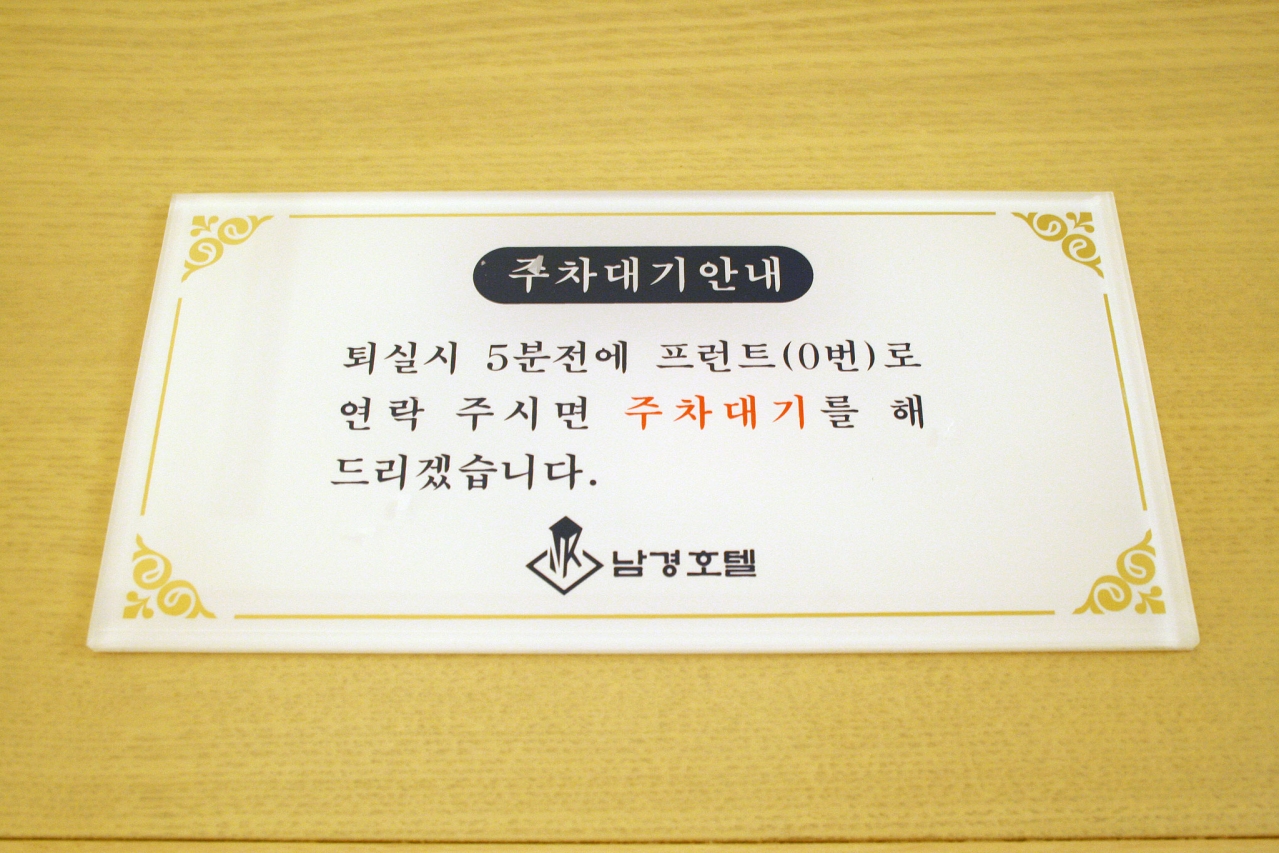 주차대기안내
퇴실시 5분전에 프런트(0번)로
연락 주시면 주차대기를 해
드리겠습니다.
NK 남경호텔